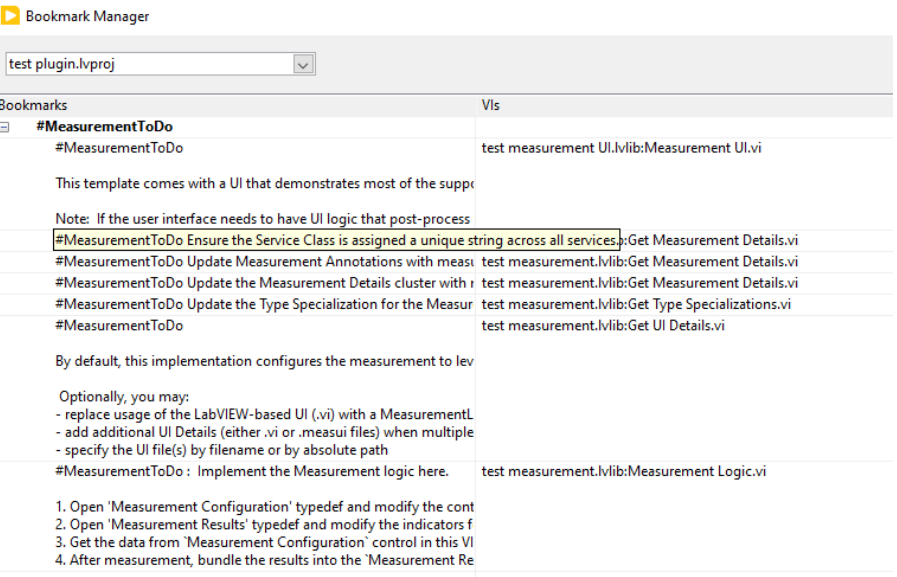 Bookmark Manager
test plugin.lvproj
Bookmarks VIs
#MeasurementToDo
#MeasurementToDo test measurement UI.lvlib:Measurement UI.vi
This template comes with a UI that demonstrates most of the suppo
Note: If the user interface needs to have UI logic that post-process
#MeasurementToDo Ensure the Service Class is assigned a unique string across all services. :Get Measurement Details.vi
#MeasurementToDo Update Measurement Annotations with measu test measurement.lvlib:Get Measurement Details.vi
#MeasurementToDo Update the Measurement Details cluster with test measurement.lvlib:Get Measurement Details.vi
#MeasurementToDo Update the Type Specialization for the Measur test measurement.lvlib:Get Type Specializations.vi
#MeasurementToDo test measurement.lvlib:Get UI Details.vi
By default, this implementation configures the measurement to lev
Optionally, you may:
- replace usage of the LabVIEW-based UI (.vi) with a MeasurementL
- add additional UI Details (either .vi or .measui files) when multiple
- specify the UI file(s) by filename or by absolute path
#MeasurementToDo : Implement the Measurement logic here. test measurement.lvlib:Measurement Logic.vi
1. Open 'Measurement Configuration' typedef and modify the cont
2. Open 'Measurement Results' typedef and modify the indicators f
3. Get the data from `Measurement Configuration` control in this VI
4. After measurement, bundle the results into the `Measurement Re